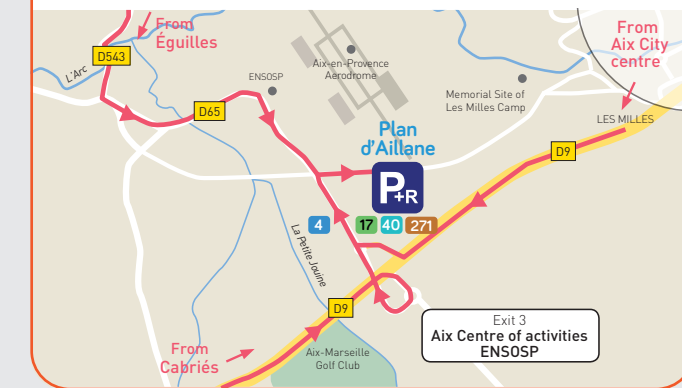 From
Éguilles
D543
L'Arc
ENSOSP
D65
Aix-en-Provence
Aerodrome
From
Aix City
centre
Memorial Site of
Les Milles Camp
LES MILLES
Plan
d'Aillane
D9
P+R
4
17
40
271
La Petite Jouine
D9
Exit 3
Aix Centre of activities
ENSOSP
From
Cabriés
Aix-Marseille
Golf Club